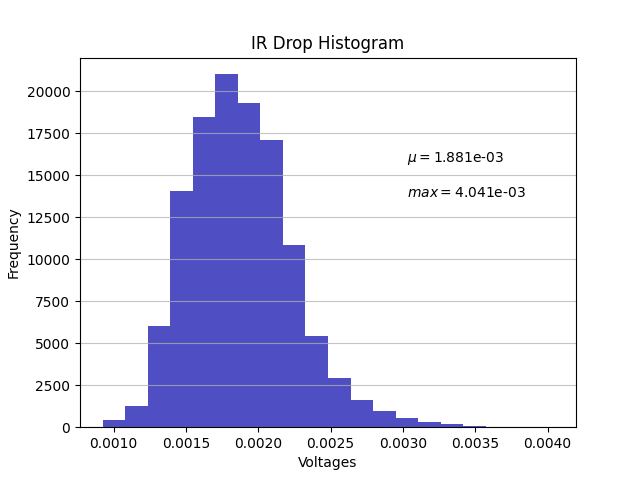 IR Drop Histogram
Frequency
20000
17500
15000
12500
10000
7500
5000
2500
0
μ = 1.881e-03
max = 4.041e-03
0.0010 0.0015 0.0020 0.0025 0.0030 0.0035 0.0040
Voltages